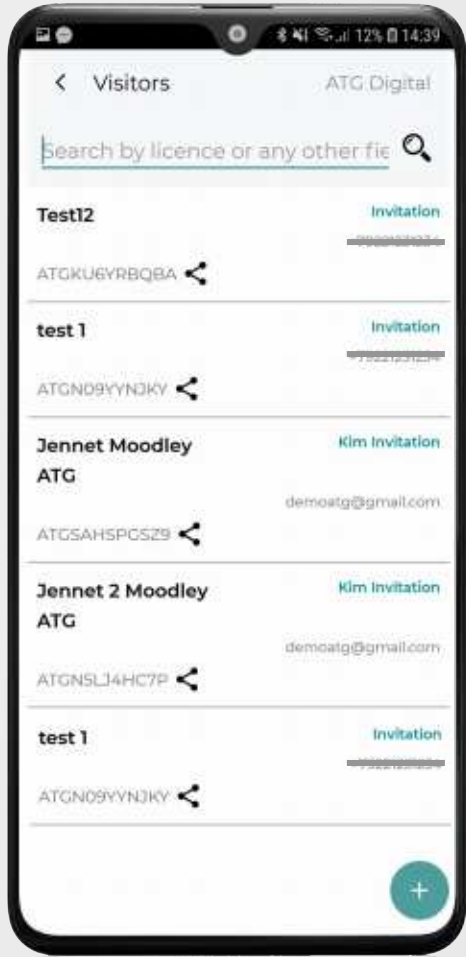 12% 14:39
Visitors ATG Digital
Search by licence or any other fie
Test12 Invitation
ATGKU6YRBQBA
test 1 Invitation
ATGN09YYNJKY
Jennet Moodley Kim Invitation
ATG
demoatg@gmail.com
ATGSAHSPGSZ9
Jennet 2 Moodley Kim Invitation
ATG
demoatg@gmail.com
ATGNSLJ4HC7P
test 1 Invitation
ATGN09YYNJKY